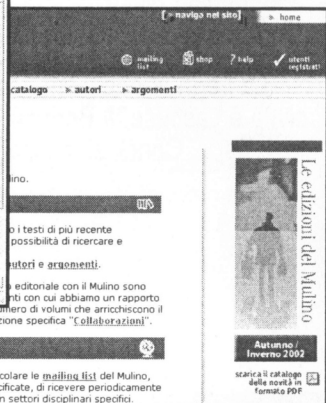 [ ▸ naviga nel sito]
▸ home
@ mailing list
shop
? help
utenti registrati
catalogo ▸ autori ▸ argomenti
lino.
o i testi di più recente
possibilità di ricercare e
autori e argomenti.
o editoriale con il Mulino sono
nti con cui abbiamo un rapporto
umero di volumi che arricchiscono il
zione specifica "Collaborazioni".
colare le mailing list del Mulino,
cificate, di ricevere periodicamente
n settori disciplinari specifici.
Le edizioni del Mulino
Autunno /
Inverno 2002
scarica il catalogo
delle novità in
formato PDF